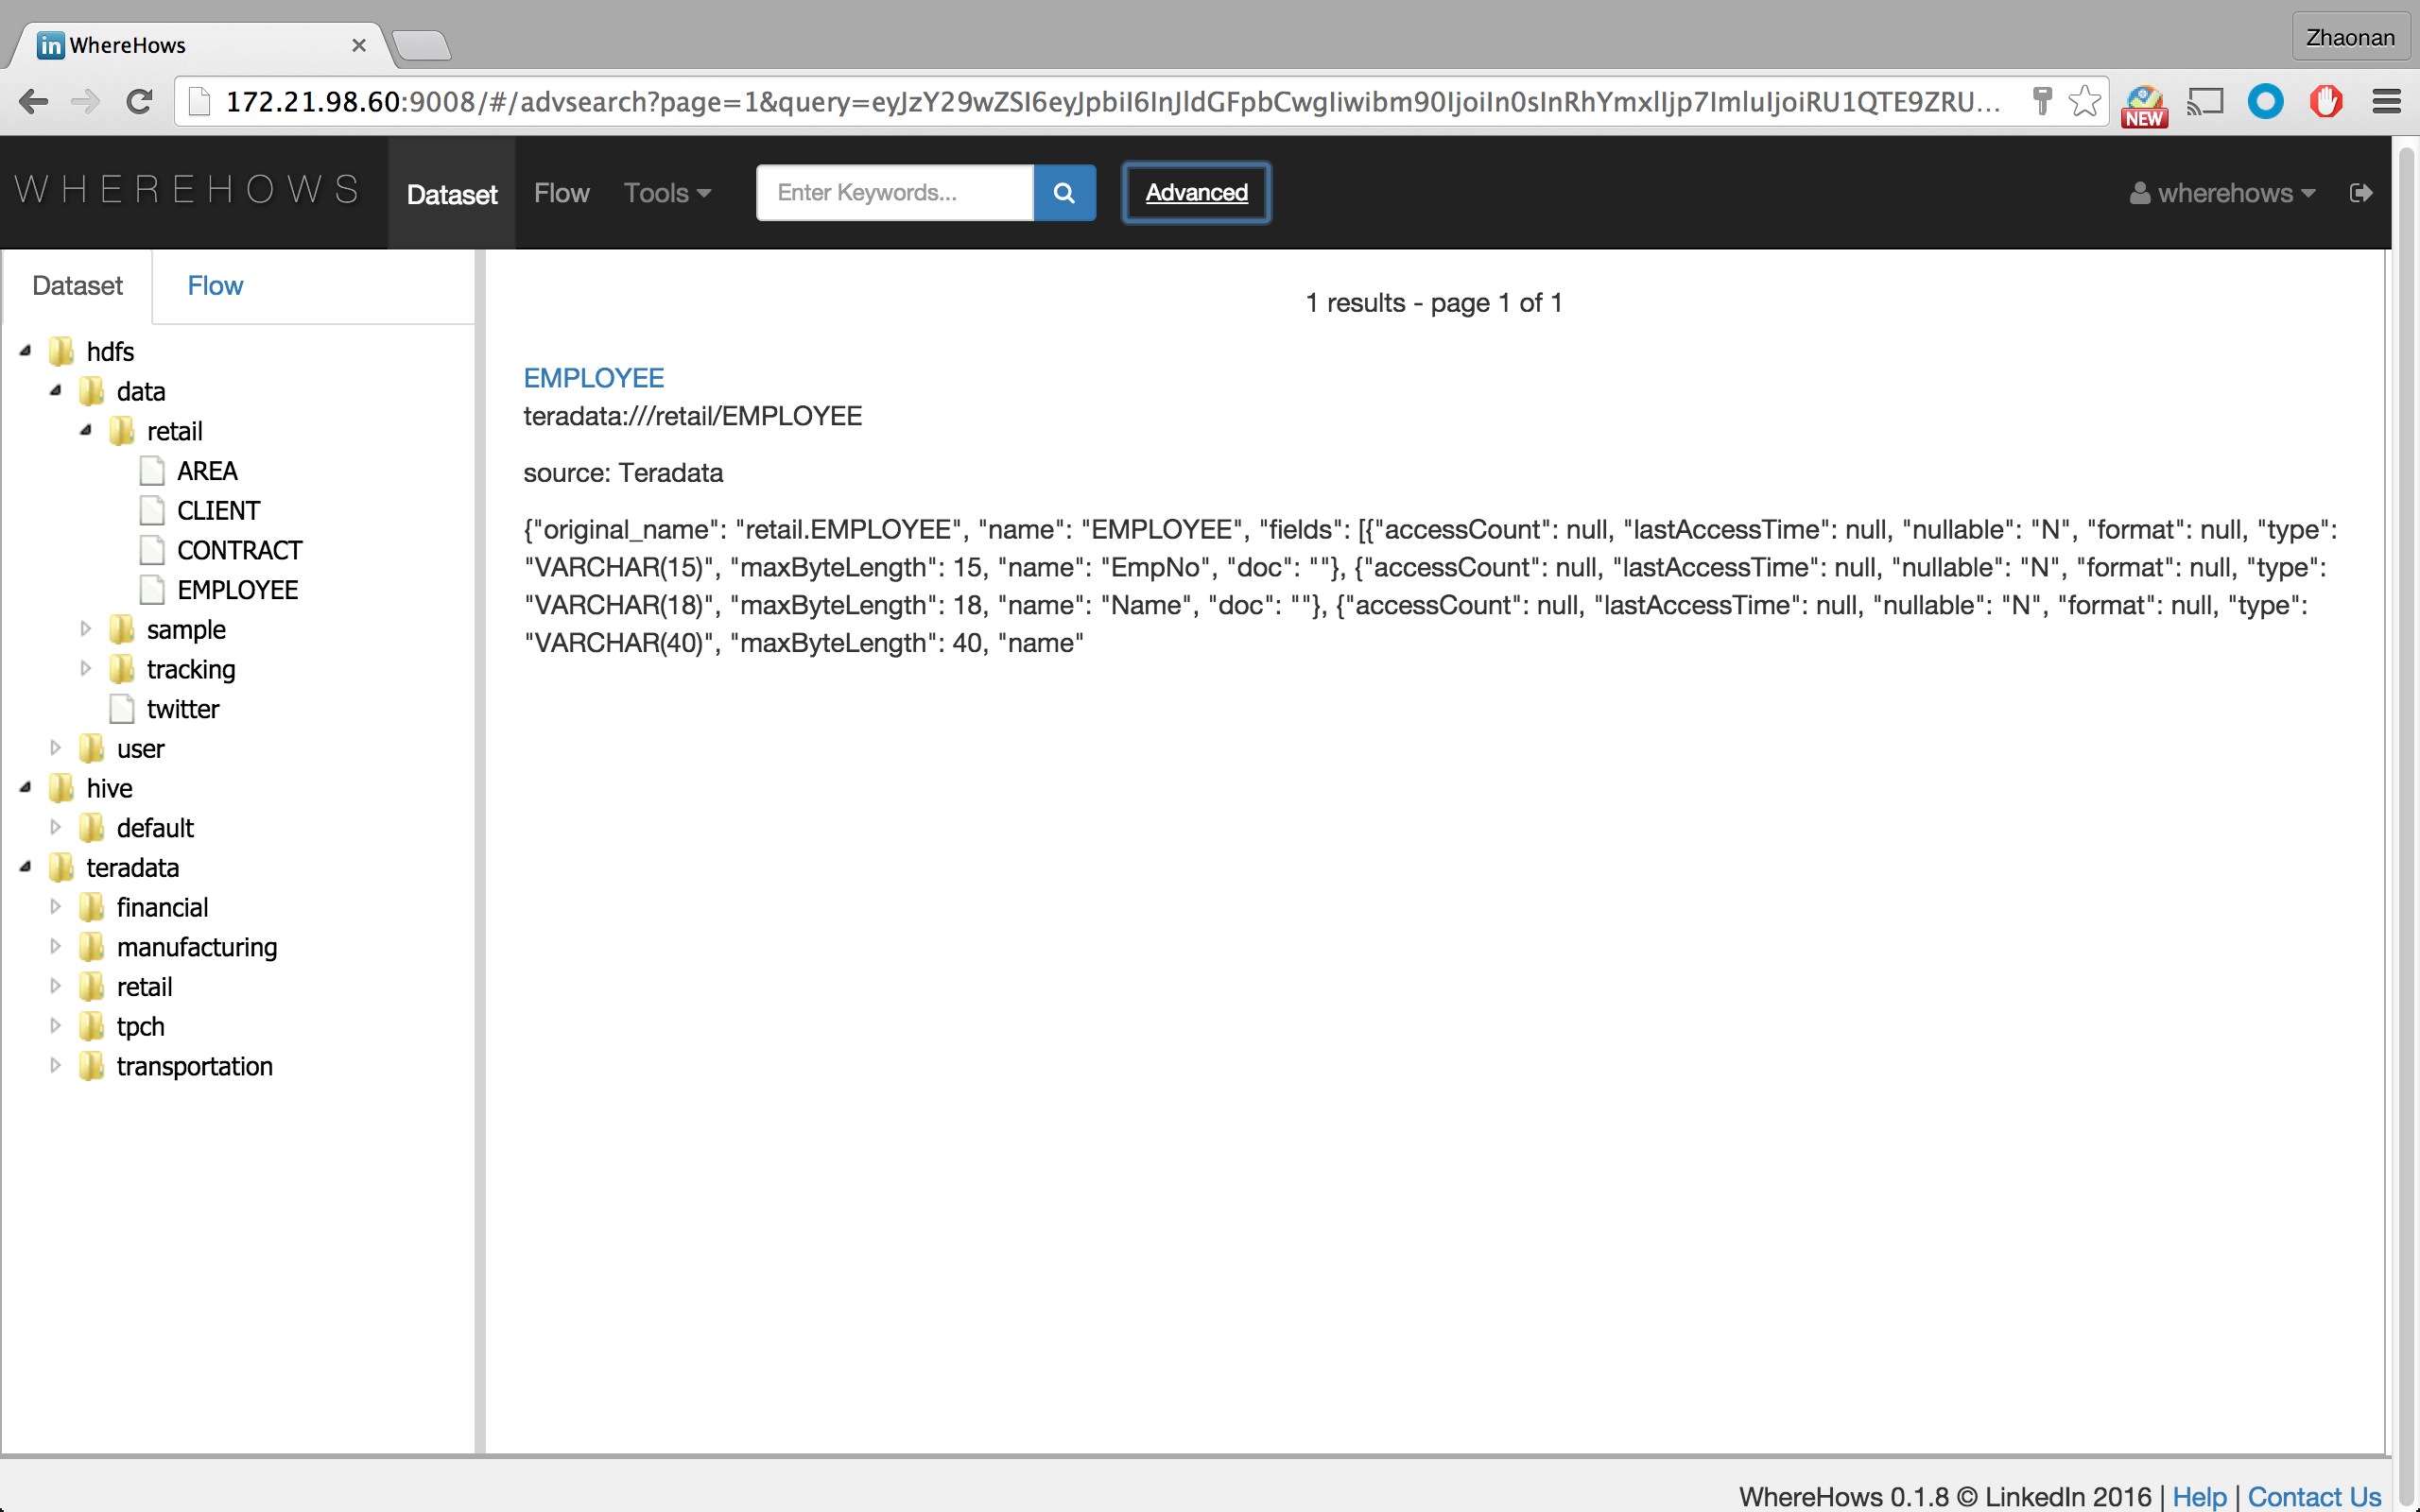 WhereHows
Zhaonan
172.21.98.60:9008/#/advsearch?page=1&query=eyJzY29wZSI6eyJpbiI6InJldGFpbCwgIiwibm90IjoiIn0sInRhYmxlIjp7ImluIjoiRU1QTE9ZRU...
NEW
WHEREHOWS
Dataset
Flow
Tools
Enter Keywords...
Advanced
wherehows
Dataset
Flow
hdfs
data
retail
AREA
CLIENT
CONTRACT
EMPLOYEE
sample
tracking
twitter
user
hive
default
teradata
financial
manufacturing
retail
tpch
transportation
1 results - page 1 of 1
EMPLOYEE
teradata:///retail/EMPLOYEE
source: Teradata
{"original_name": "retail.EMPLOYEE", "name": "EMPLOYEE", "fields": [{"accessCount": null, "lastAccessTime": null, "nullable": "N", "format": null, "type":
"VARCHAR(15)", "maxByteLength": 15, "name": "EmpNo", "doc": ""}, {"accessCount": null, "lastAccessTime": null, "nullable": "N", "format": null, "type":
"VARCHAR(18)", "maxByteLength": 18, "name": "Name", "doc": ""}, {"accessCount": null, "lastAccessTime": null, "nullable": "N", "format": null, "type":
"VARCHAR(40)", "maxByteLength": 40, "name"
WhereHows 0.1.8 © LinkedIn 2016 | Help | Contact Us